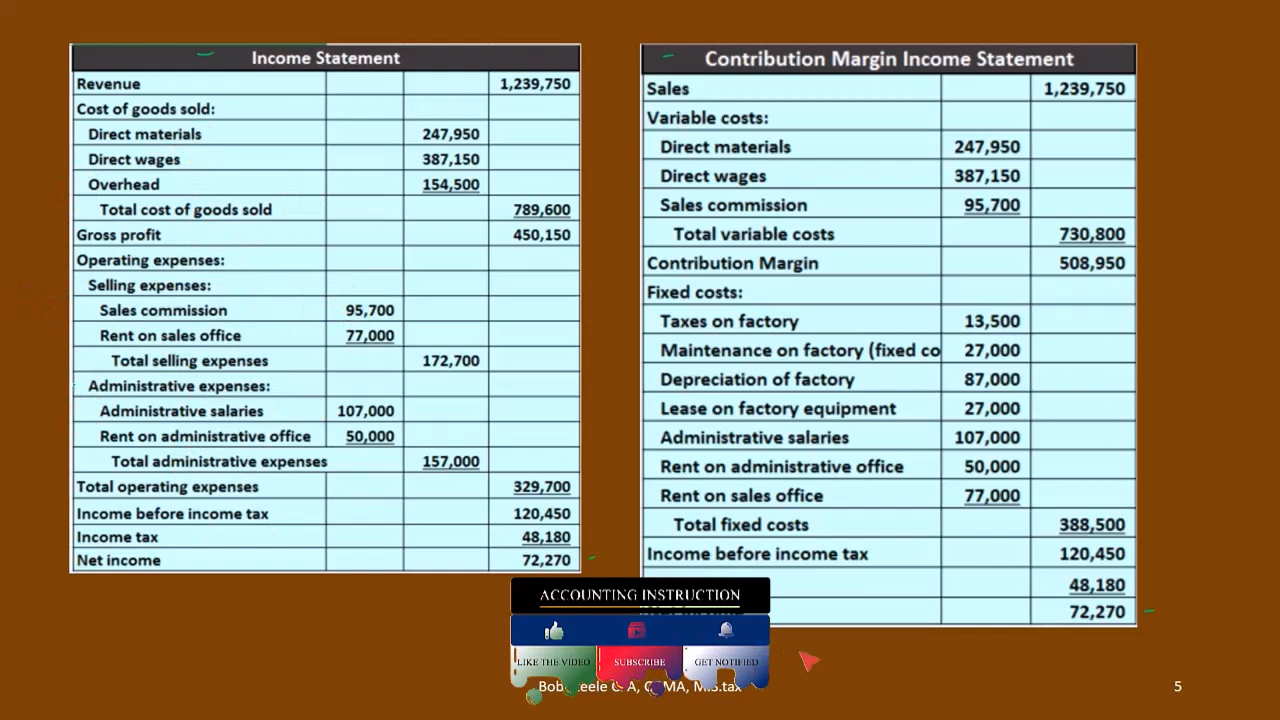 Income Statement
Revenue 1,239,750
Cost of goods sold:
Direct materials 247,950
Direct wages 387,150
Overhead 154,500
Total cost of goods sold 789,600
Gross profit 450,150
Operating expenses:
Selling expenses:
Sales commission 95,700
Rent on sales office 77,000
Total selling expenses 172,700
Administrative expenses:
Administrative salaries 107,000
Rent on administrative office 50,000
Total administrative expenses 157,000
Total operating expenses 329,700
Income before income tax 120,450
Income tax 48,180
Net income 72,270
Contribution Margin Income Statement
Sales 1,239,750
Variable costs:
Direct materials 247,950
Direct wages 387,150
Sales commission 95,700
Total variable costs 730,800
Contribution Margin 508,950
Fixed costs:
Taxes on factory 13,500
Maintenance on factory (fixed co 27,000
Depreciation of factory 87,000
Lease on factory equipment 27,000
Administrative salaries 107,000
Rent on administrative office 50,000
Rent on sales office 77,000
Total fixed costs 388,500
Income before income tax 120,450
48,180
72,270
ACCOUNTING INSTRUCTION
LIKE THE VIDEO SUBSCRIBE GET NOTIFIED
5